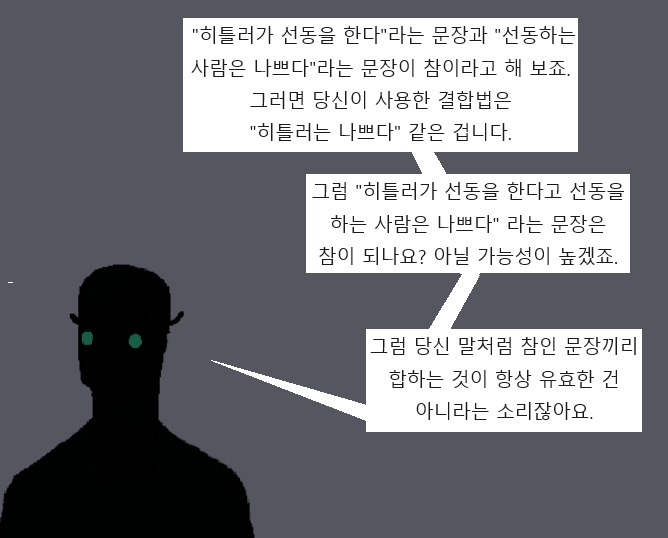 "히틀러가 선동을 한다"라는 문장과 "선동하는
사람은 나쁘다"라는 문장이 참이라고 해 보죠.
그러면 당신이 사용한 결합법은
"히틀러는 나쁘다" 같은 겁니다.
그럼 "히틀러가 선동을 한다고 선동을
하는 사람은 나쁘다" 라는 문장은
참이 되나요? 아닐 가능성이 높겠죠.
그럼 당신 말처럼 참인 문장끼리
합하는 것이 항상 유효한 건
아니라는 소리잖아요.